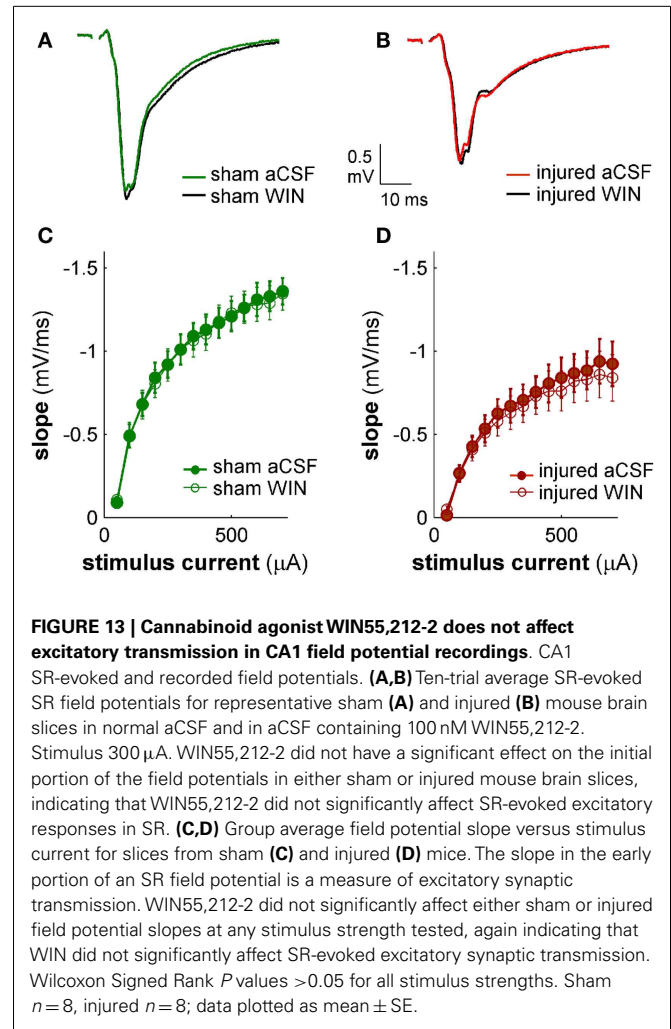 A
B
sham aCSF
sham WIN
0.5
mV
10 ms
injured aCSF
injured WIN
C
D
-1.5
-1
-0.5
0
slope (mV/ms)
sham aCSF
sham WIN
500
stimulus current (µA)
-1.5
-1
-0.5
0
slope (mV/ms)
injured aCSF
injured WIN
500
stimulus current (µA)
FIGURE 13 | Cannabinoid agonist WIN55,212-2 does not affect
excitatory transmission in CA1 field potential recordings. CA1
SR-evoked and recorded field potentials. (A,B) Ten-trial average SR-evoked
SR field potentials for representative sham (A) and injured (B) mouse brain
slices in normal aCSF and in aCSF containing 100 nM WIN55,212-2.
Stimulus 300 µA. WIN55,212-2 did not have a significant effect on the initial
portion of the field potentials in either sham or injured mouse brain slices,
indicating that WIN55,212-2 did not significantly affect SR-evoked excitatory
responses in SR. (C,D) Group average field potential slope versus stimulus
current for slices from sham (C) and injured (D) mice. The slope in the early
portion of an SR field potential is a measure of excitatory synaptic
transmission. WIN55,212-2 did not significantly affect either sham or injured
field potential slopes at any stimulus strength tested, again indicating that
WIN did not significantly affect SR-evoked excitatory synaptic transmission.
Wilcoxon Signed Rank P values >0.05 for all stimulus strengths. Sham
n = 8, injured n = 8; data plotted as mean ± SE.